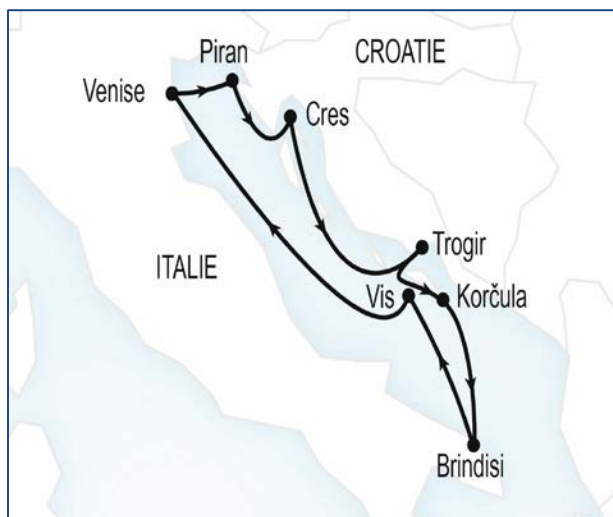 Piran
CROATIE
Venise
Cres
Trogir
ITALIE
Vis
Korčula
Brindisi